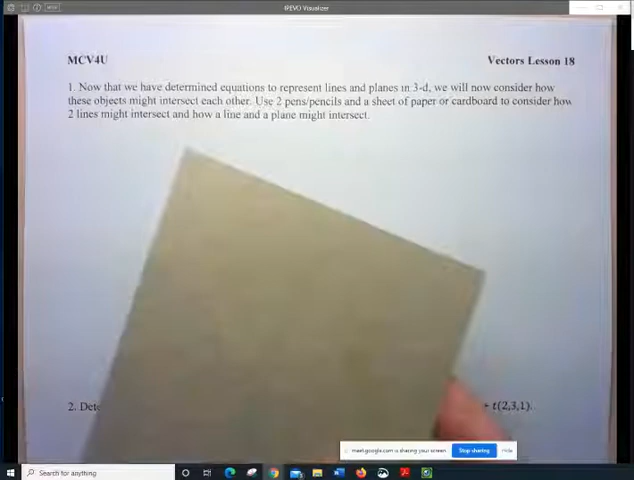 IPEVO Visualizer
MCV4U
Vectors Lesson 18
1. Now that we have determined equations to represent lines and planes in 3-d, we will now consider how
these objects might intersect each other. Use 2 pens/pencils and a sheet of paper or cardboard to consider how
2 lines might intersect and how a line and a plane might intersect.
2. Dete
+ t(2,3,1).
meet.google.com is sharing your screen.
Stop sharing
Hide
Search for anything